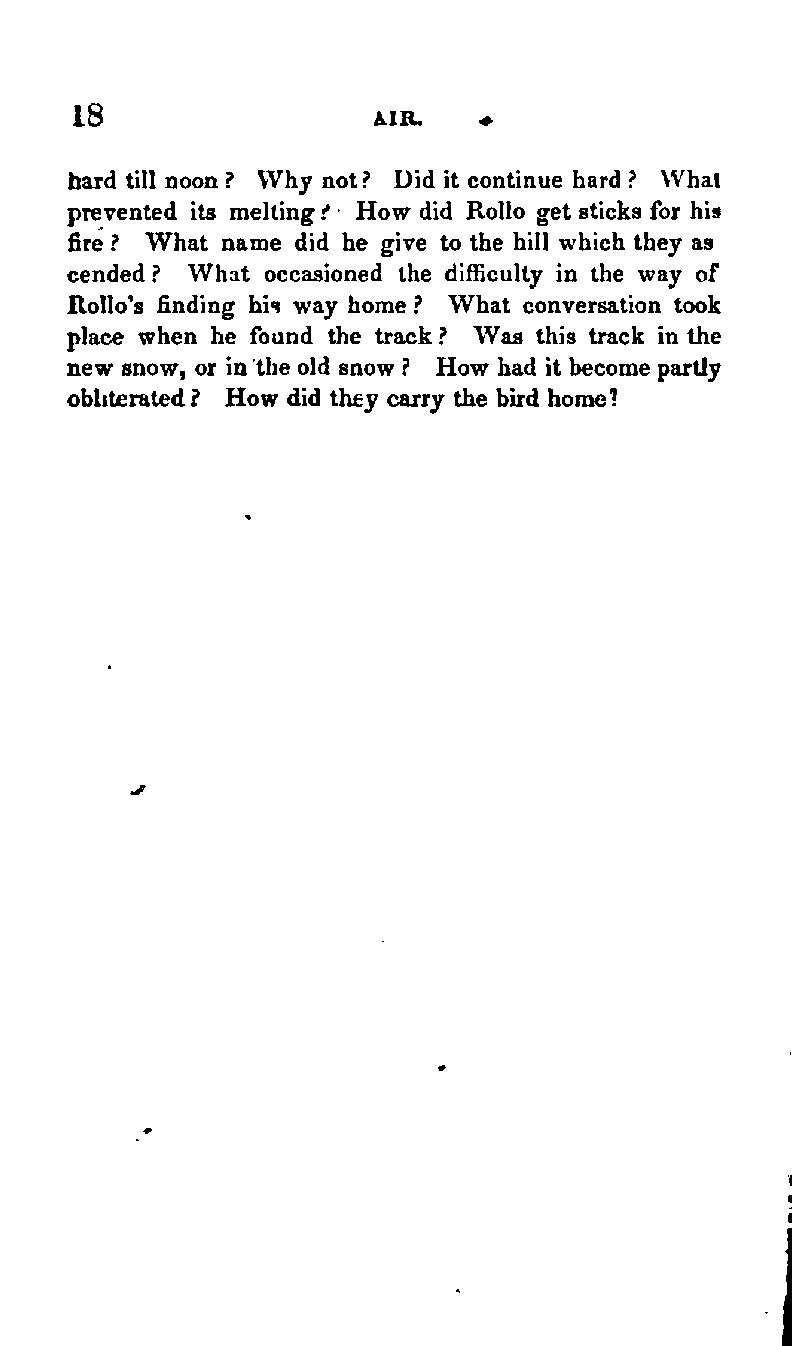 18 AIR.
hard till noon? Why not? Did it continue hard? What
prevented its melting? How did Rollo get sticks for his
fire? What name did he give to the hill which they as
cended? What occasioned the difficulty in the way of
Rollo's finding his way home? What conversation took
place when he found the track? Was this track in the
new snow, or in the old snow? How had it become partly
obliterated? How did they carry the bird home?